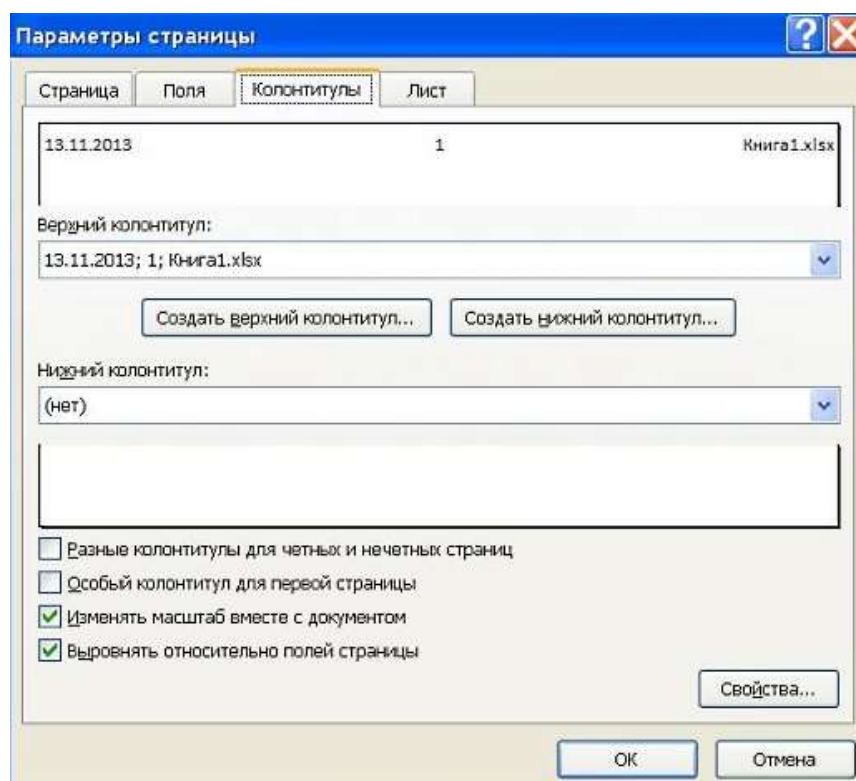 Параметры страницы
Страница Поля Колонтитулы Лист
13.11.2013 1 Книга1.xlsx
Верхний колонтитул:
13.11.2013; 1; Книга1.xlsx
Создать верхний колонтитул... Создать нижний колонтитул...
Нижний колонтитул:
(нет)
Разные колонтитулы для четных и нечетных страниц
Особый колонтитул для первой страницы
Изменять масштаб вместе с документом
Выровнять относительно полей страницы
Свойства...
ОК Отмена